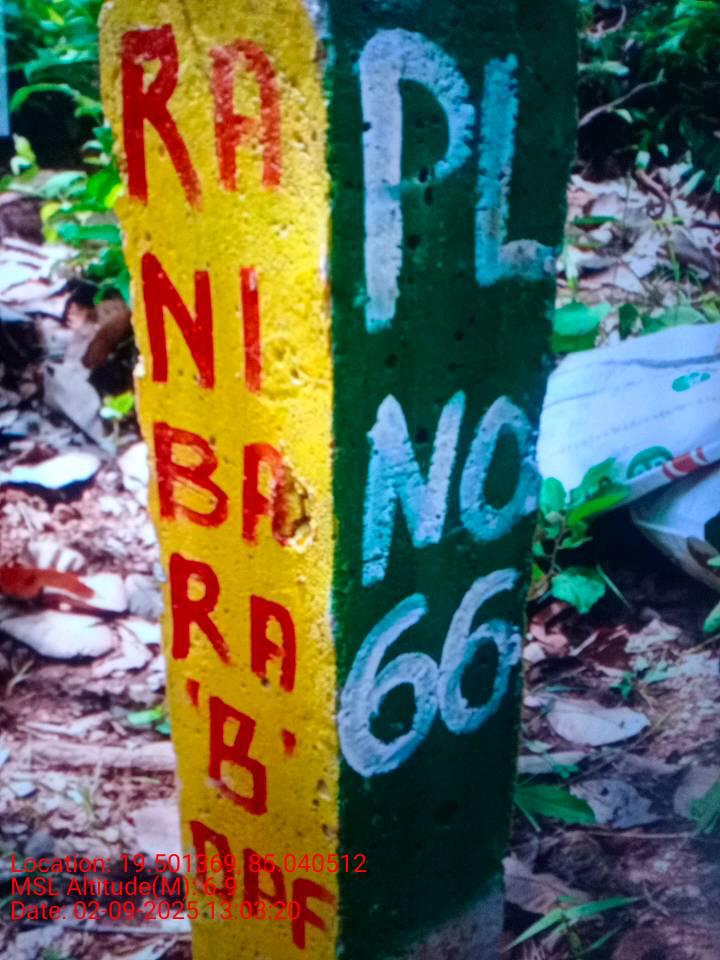 RA
NI
BA
RA
'B'
PL
NO
66
Location: 19.501369, 85.040512
MSL Altitude(M): 6.9
Date: 02-09-2025 13:03:20